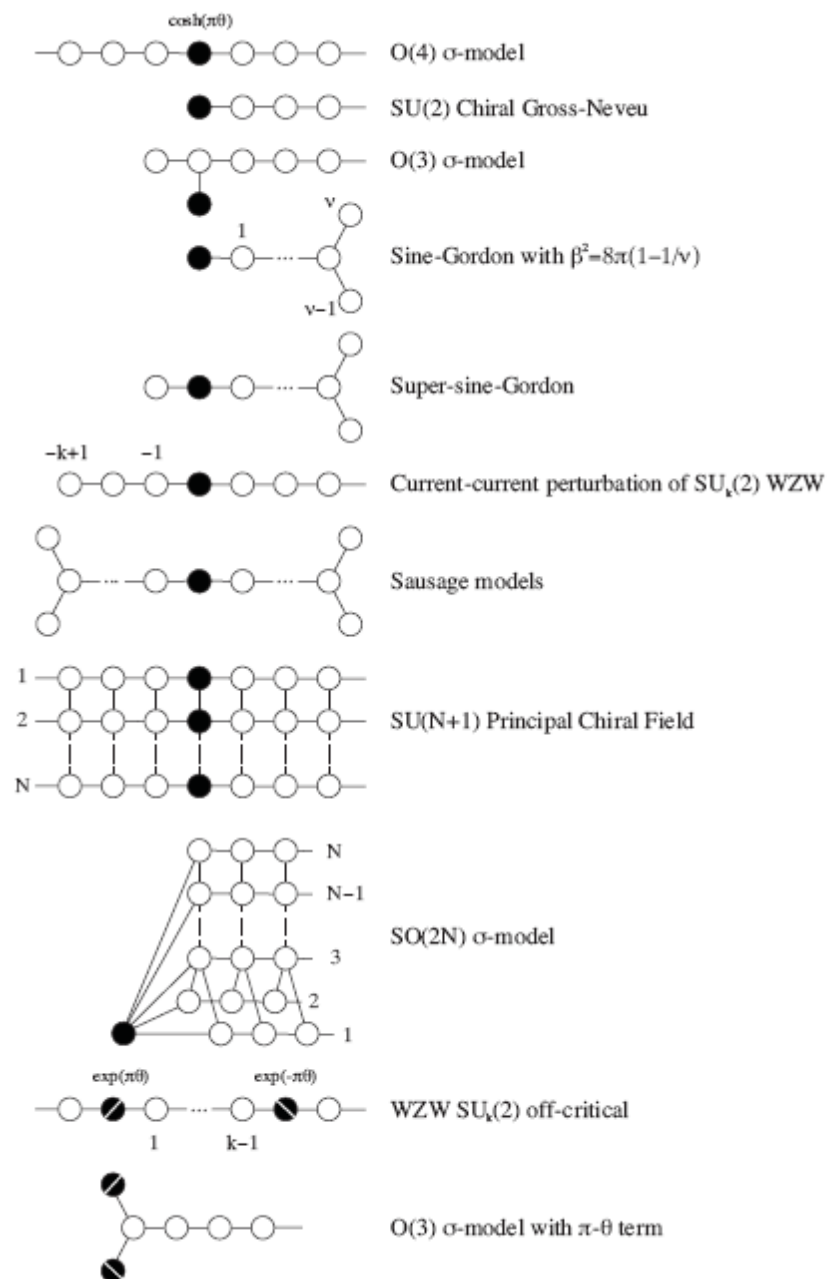 cosh(πθ)
O(4) σ-model
SU(2) Chiral Gross-Neveu
O(3) σ-model
ν
1
Sine-Gordon with β²=8π(1−1/ν)
ν−1
Super-sine-Gordon
−k+1 −1
Current-current perturbation of SUₖ(2) WZW
Sausage models
1
2 SU(N+1) Principal Chiral Field
N
N
N−1
SO(2N) σ-model
3
2
1
exp(πθ) exp(-πθ)
WZW SUₖ(2) off-critical
1 k−1
O(3) σ-model with π-θ term